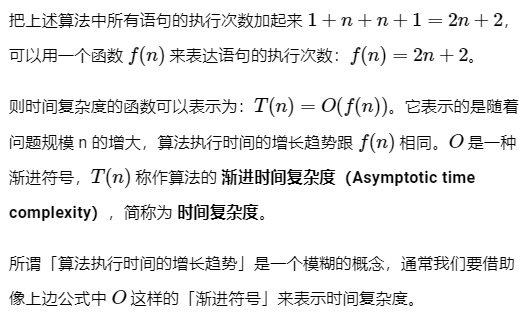 把上述算法中所有语句的执行次数加起来 1 + n + n + 1 = 2n + 2，
可以用一个函数 f(n) 来表达语句的执行次数：f(n) = 2n + 2。
则时间复杂度的函数可以表示为：T(n) = O(f(n))。它表示的是随着
问题规模 n 的增大，算法执行时间的增长趋势跟 f(n) 相同。O 是一种
渐进符号，T(n) 称作算法的 渐进时间复杂度（Asymptotic time
complexity），简称为 时间复杂度。
所谓「算法执行时间的增长趋势」是一个模糊的概念，通常我们要借助
像上边公式中 O 这样的「渐进符号」来表示时间复杂度。